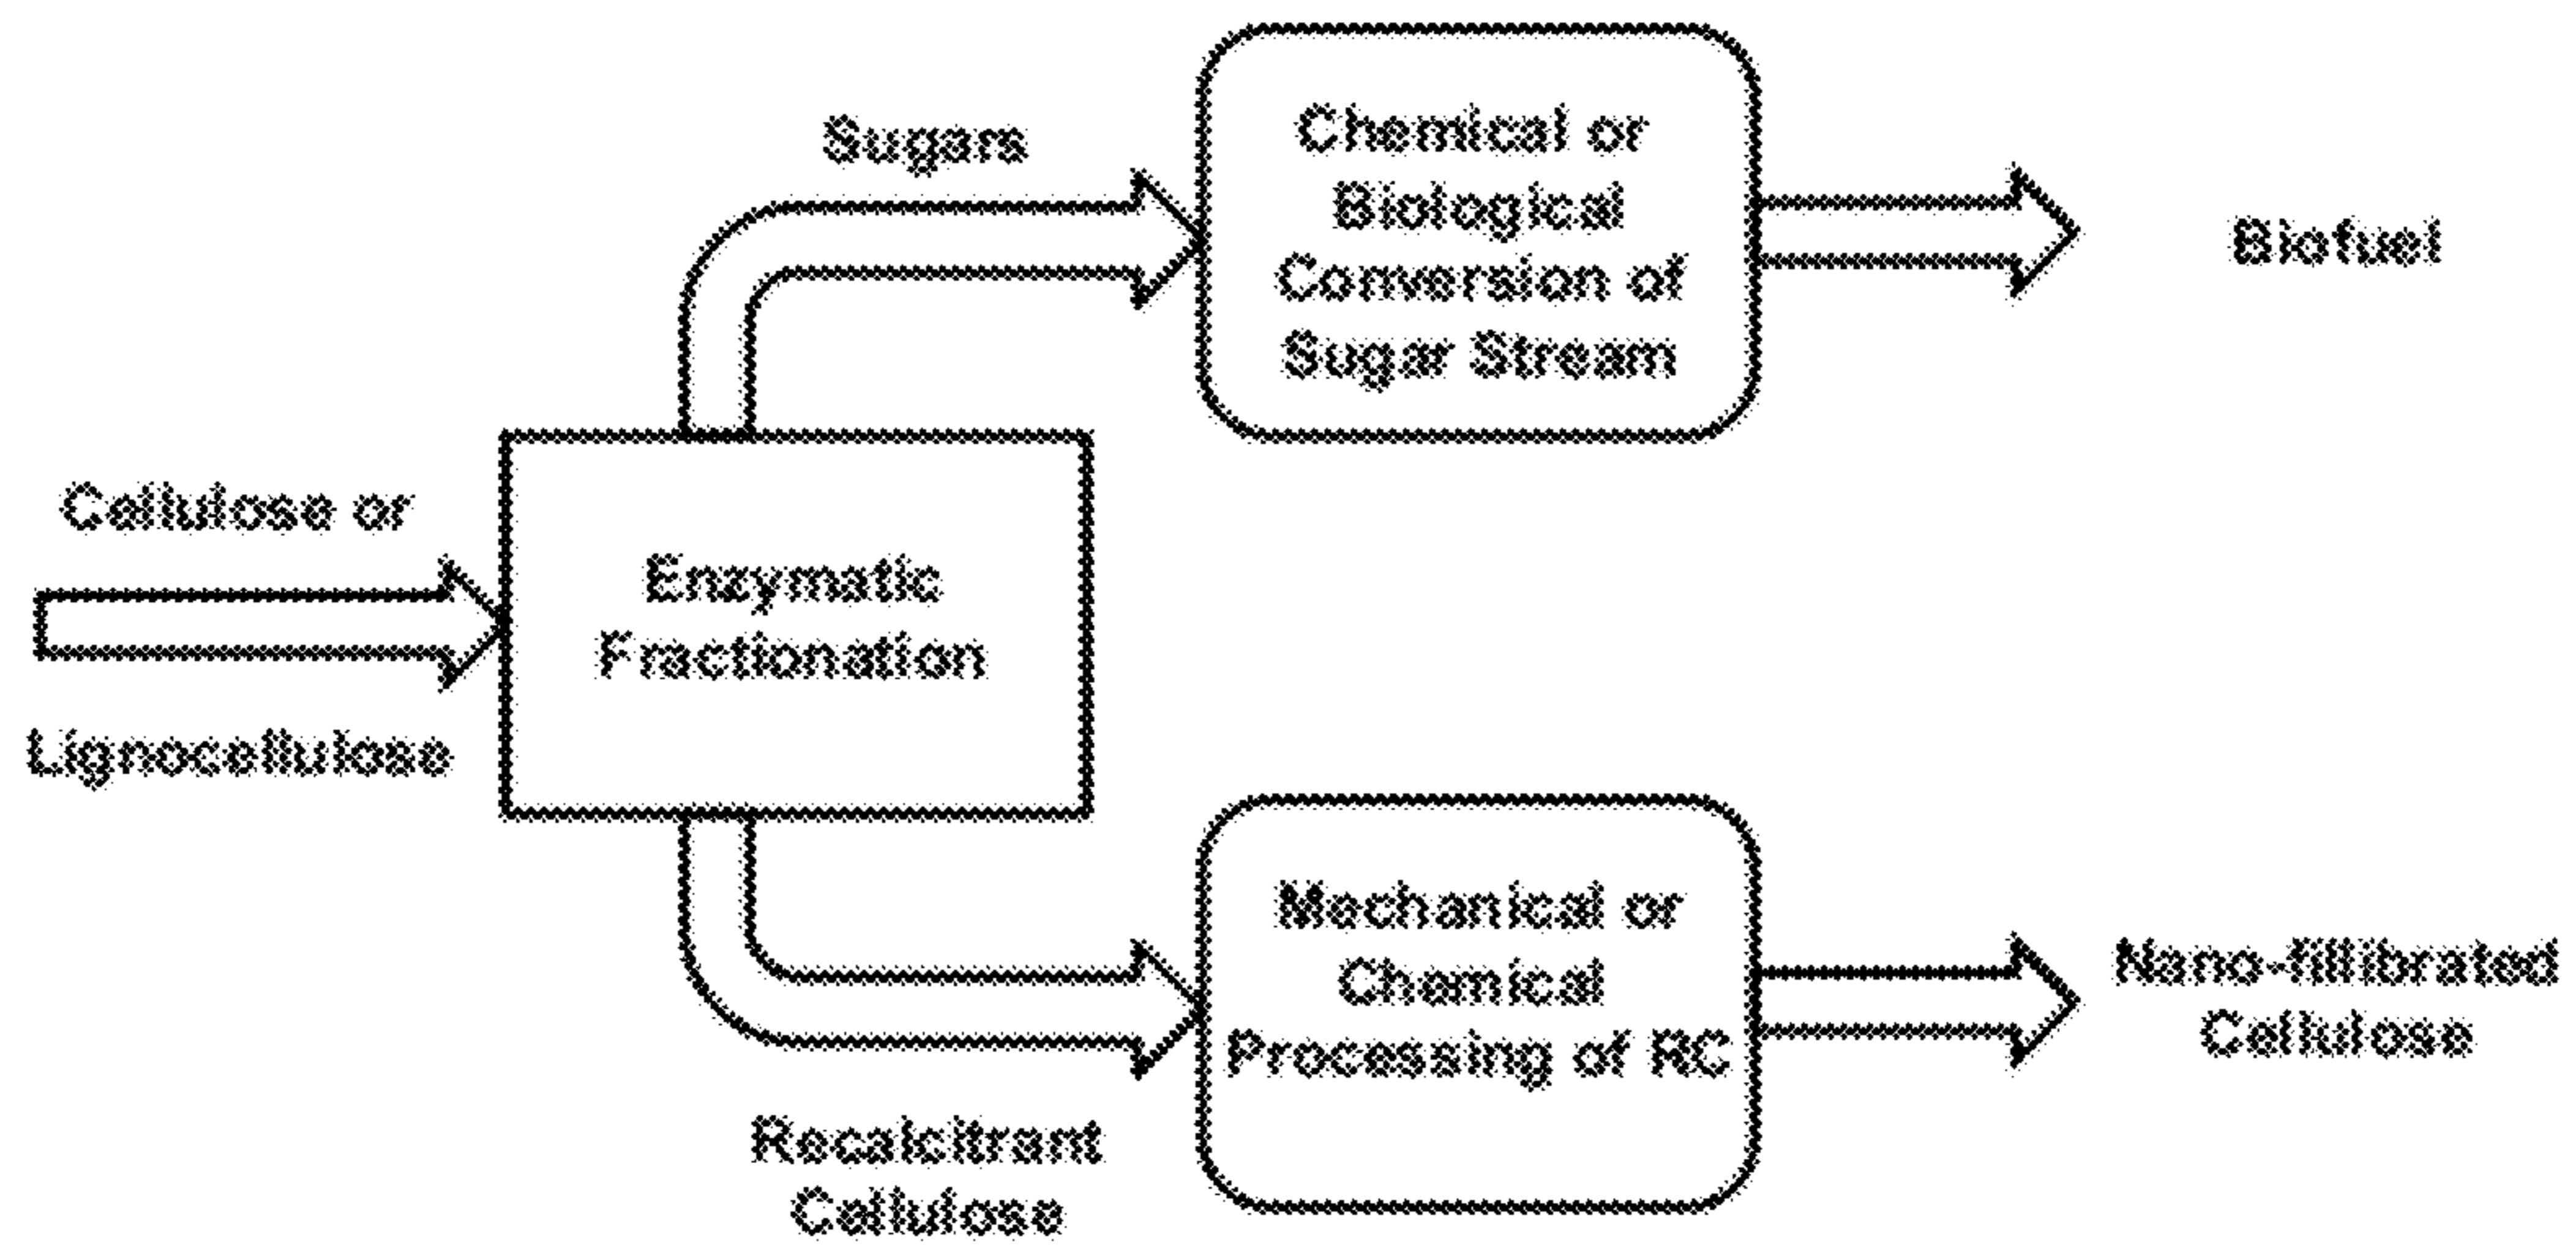 Cellulose or
Lignocellulose
Enzymatic
Fractionation
Sugars
Chemical or
Biological
Conversion of
Sugar Stream
Biofuel
Recalcitrant
Cellulose
Mechanical or
Chemical
Processing of RC
Nano-fillibrated
Cellulose